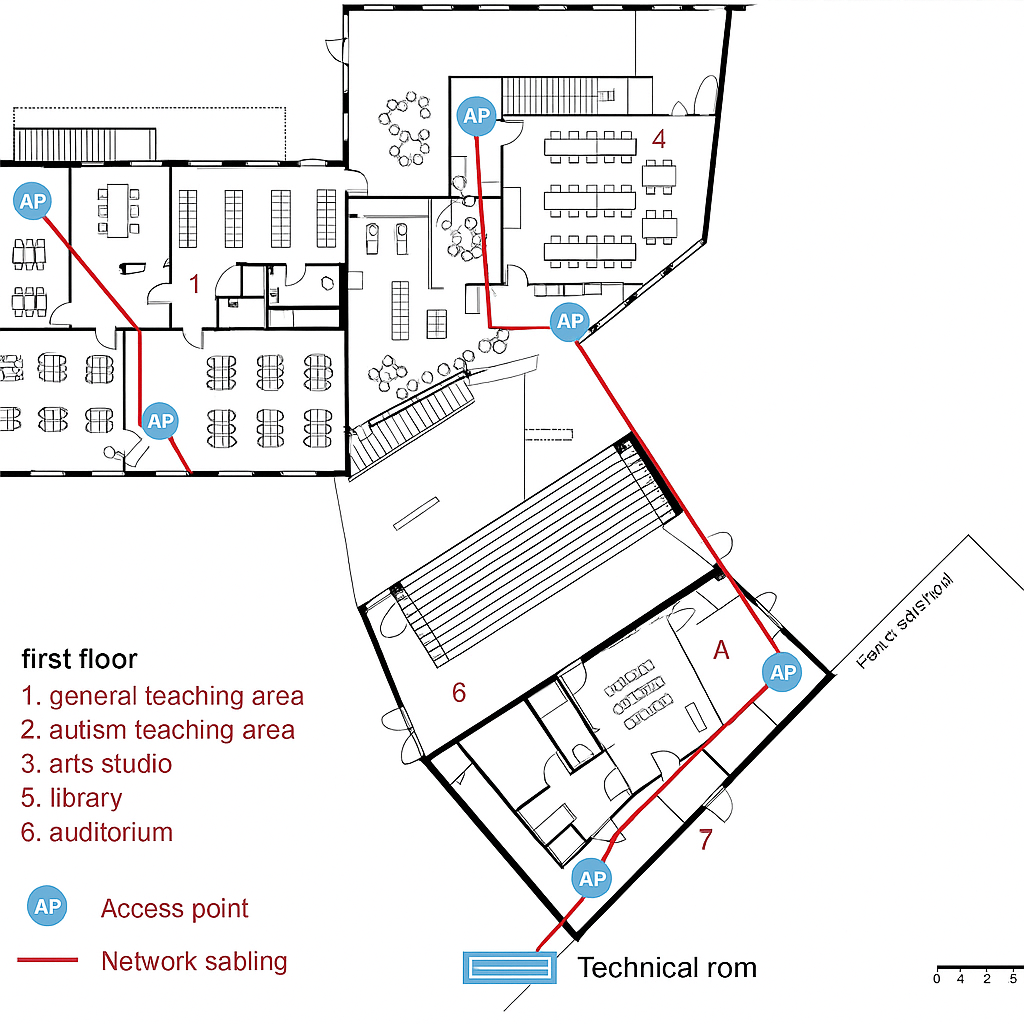 AP
4
AP
1
AP
AP
A
AP
6
7
AP
first floor
1. general teaching area
2. autism teaching area
3. arts studio
5. library
6. auditorium
AP Access point
Network sabling
Technical rom
0 4 2 5